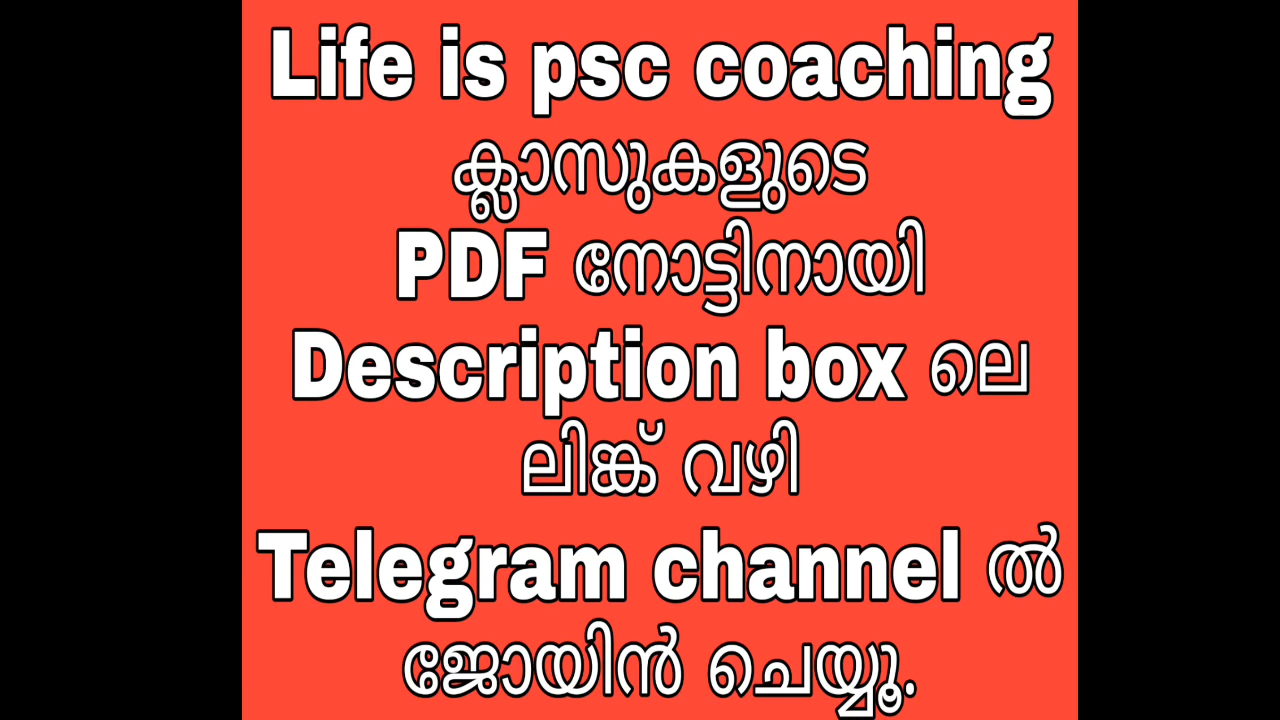 Life is psc coaching
ക്ലാസുകളുടെ
PDF നോട്ടിനായി
Description box ലെ
ലിങ്ക് വഴി
Telegram channel ൽ
ജോയിൻ ചെയ്യൂ.